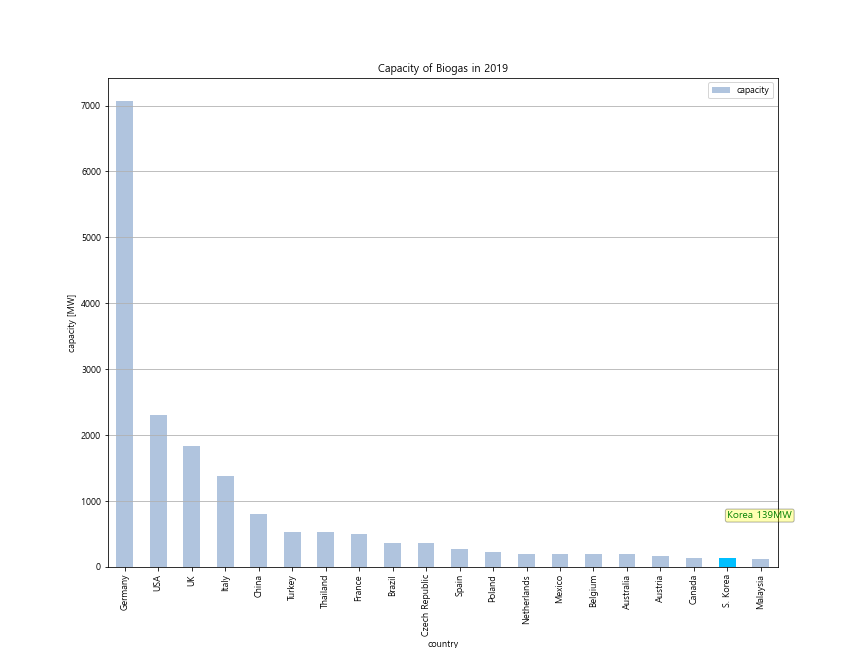 Capacity of Biogas in 2019
capacity
7000
6000
5000
4000
3000
2000
1000
0
capacity [MW]
Korea 139MW
Germany
USA
UK
Italy
China
Turkey
Thailand
France
Brazil
Czech Republic
Spain
Poland
Netherlands
Mexico
Belgium
Australia
Austria
Canada
S. Korea
Malaysia
country